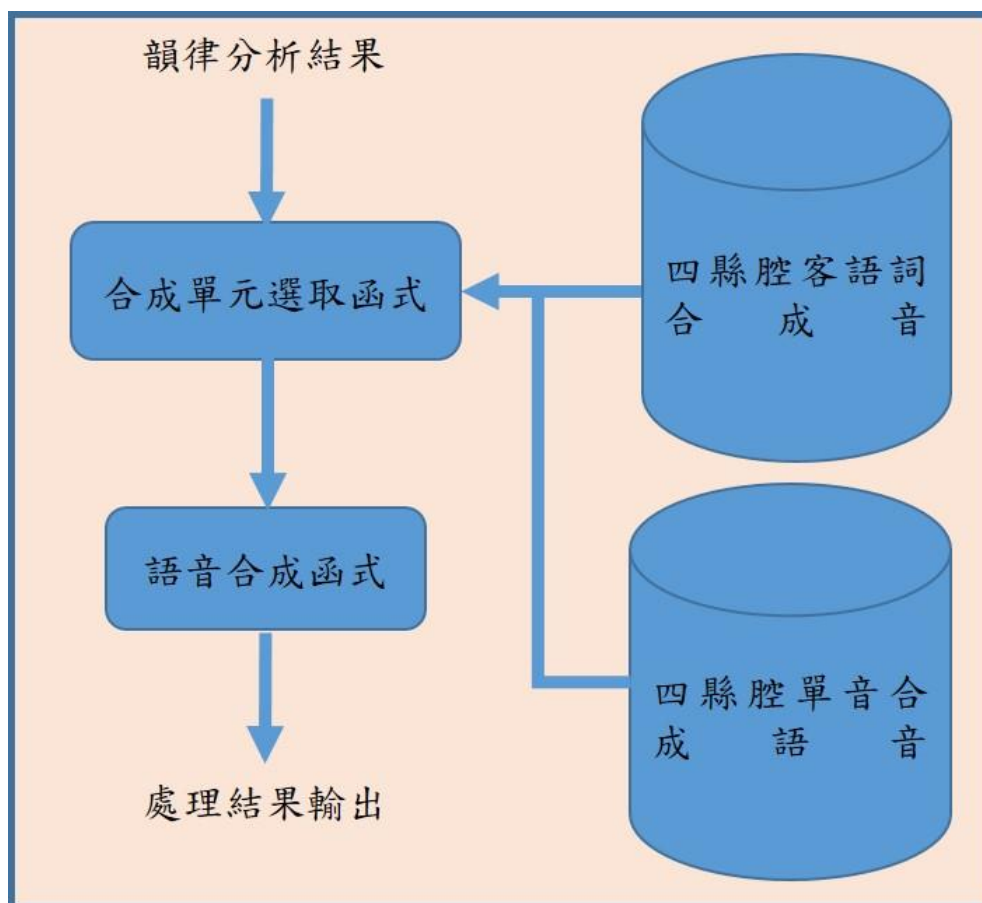 韻律分析結果
合成單元選取函式
語音合成函式
處理結果輸出
四縣腔客語詞
合成音
四縣腔單音合
成語音